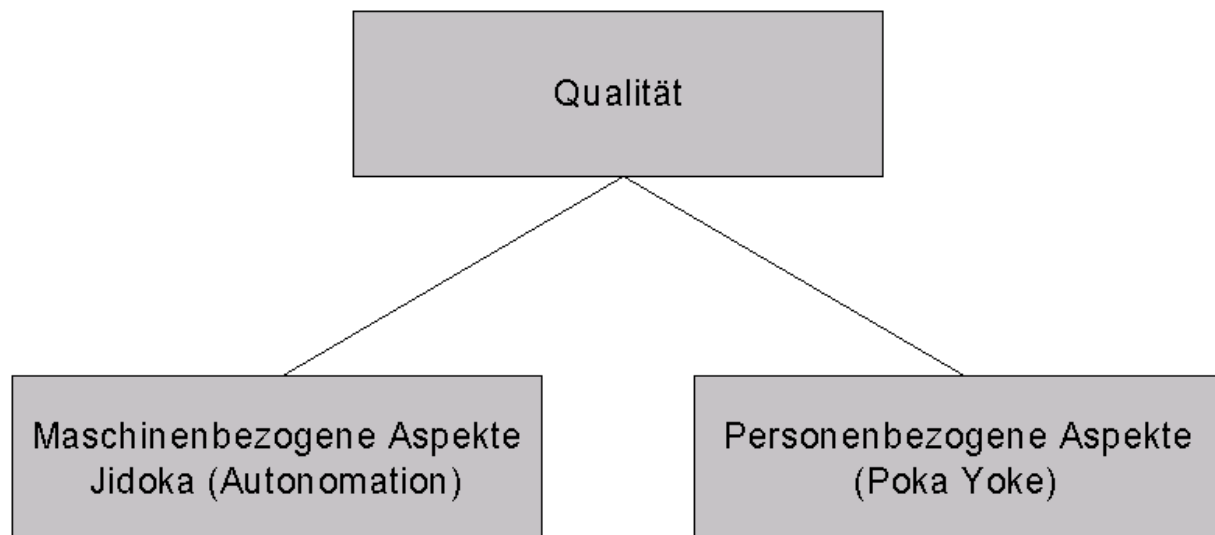 Qualität
Maschinenbezogene Aspekte
Jidoka (Autonomation)
Personenbezogene Aspekte
(Poka Yoke)